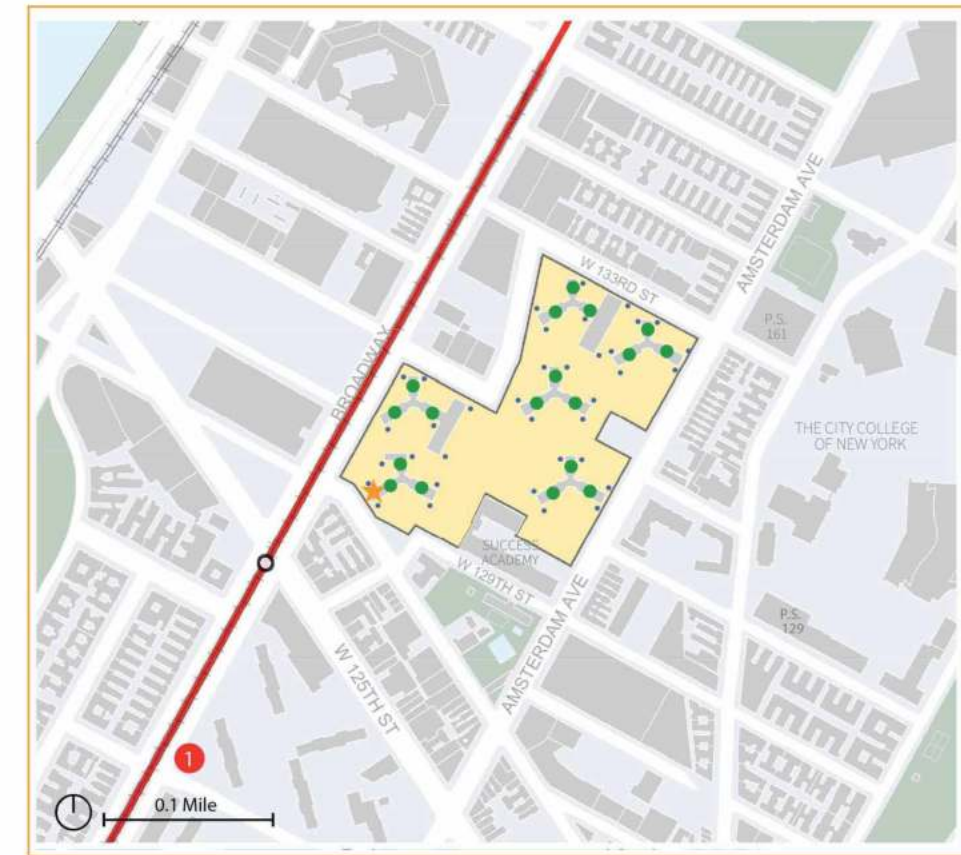 AMSTERDAM AVE
W 133RD ST
P.S.
161
BROADWAY
THE CITY COLLEGE
OF NEW YORK
SUCCESS
ACADEMY
W 129TH ST
AMSTERDAM AVE
P.S.
129
W 125TH ST
1
0.1 Mile